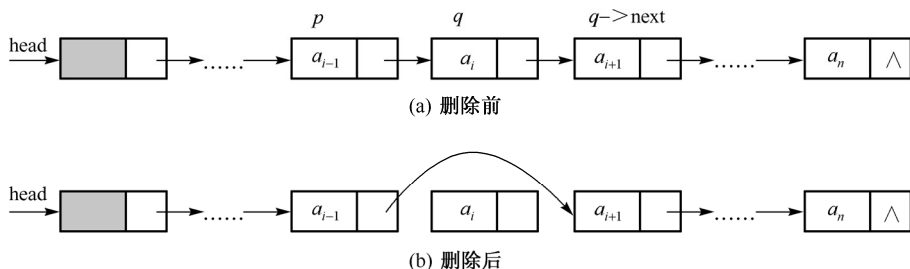 p q q->next
head …… a_{i-1} a_i a_{i+1} …… a_n ∧
(a) 删除前
head …… a_{i-1} a_i a_{i+1} …… a_n ∧
(b) 删除后